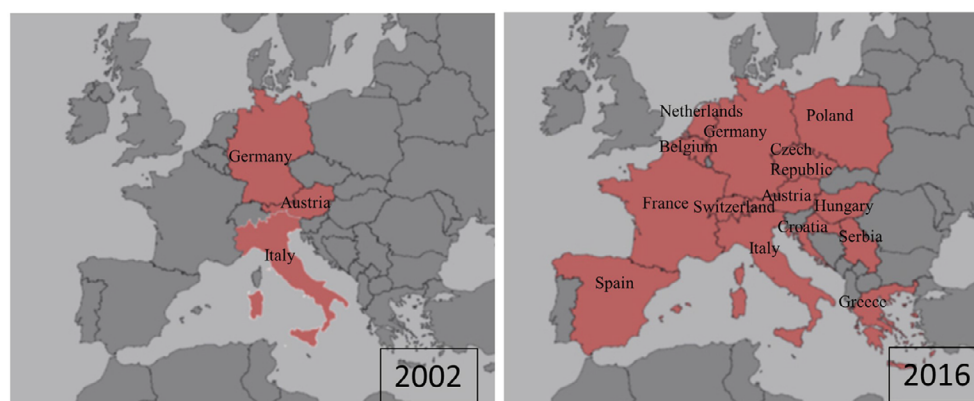 Germany
Austria
Italy
2002
Netherlands
Germany
Poland
Belgium
Czech
Republic
Austria
France
Switzerland
Hungary
Croatia
Serbia
Italy
Spain
Greece
2016